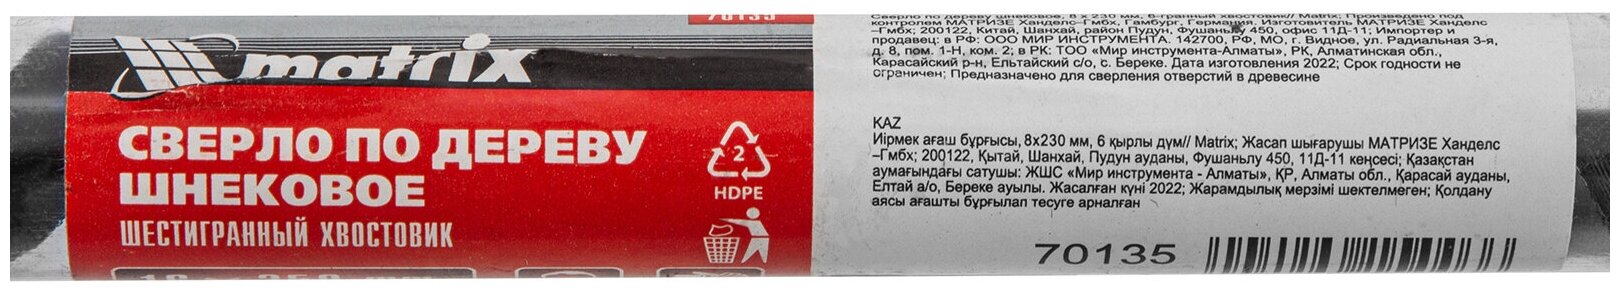 70135
matrix
СВЕРЛО ПО ДЕРЕВУ
ШНЕКОВОЕ
ШЕСТИГРАННЫЙ ХВОСТОВИК
2
HDPE
Сверло по дереву шнековое, 8 х 230 мм, 6-гранный хвостовик// Matrix; Произведено под
контролем МАТРИЗЕ Ханделс-Гмбх, Гамбург, Германия. Изготовитель МАТРИЗЕ Ханделс
–Гмбх; 200122, Китай, Шанхай, район Пудун, Фушаньлу 450, офис 11Д-11; Импортер и
продавец: в РФ: ООО МИР ИНСТРУМЕНТА. 142700, РФ, МО, г. Видное, ул. Радиальная 3-я,
д. 8, пом. 1-Н, ком. 2; в РК: ТОО «Мир инструмента-Алматы», РК, Алматинская обл.,
Карасайский р-н, Ельтайский с/о, с. Береке. Дата изготовления 2022; Срок годности не
ограничен; Предназначено для сверления отверстий в древесине
KAZ
Иірмек ағаш бұрғысы, 8х230 мм, 6 қырлы дүм// Matrix; Жасап шығарушы МАТРИЗЕ Ханделс
–Гмбх; 200122, Қытай, Шанхай, Пудун ауданы, Фушаньлу 450, 11Д-11 кеңсесі; Қазақстан
аумағындағы сатушы: ЖШС «Мир инструмента - Алматы», ҚР, Алматы обл., Қарасай ауданы,
Елтай а/о, Береке ауылы. Жасалған күні 2022; Жарамдылық мерзімі шектелмеген; Қолдану
аясы ағашты бұрғылап тесуге арналған
70135